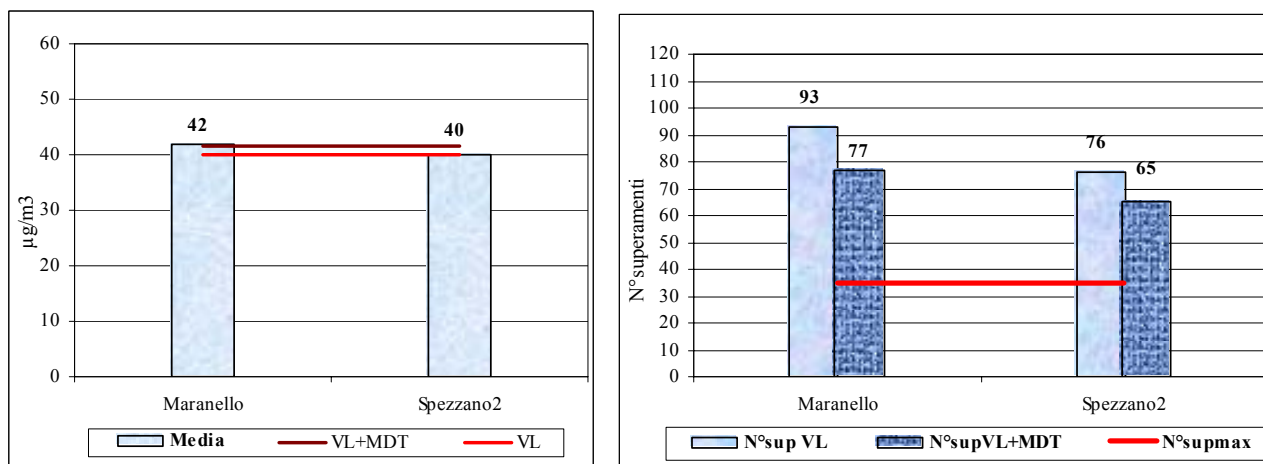 60
50
40
30
20
10
0
µg/m3
42
40
Maranello
Spezzano2
Media
VL+MDT
VL
120
110
100
90
80
70
60
50
40
30
20
10
0
N°superamenti
93
77
76
65
Maranello
Spezzano2
N°sup VL
N°supVL+MDT
N°supmax